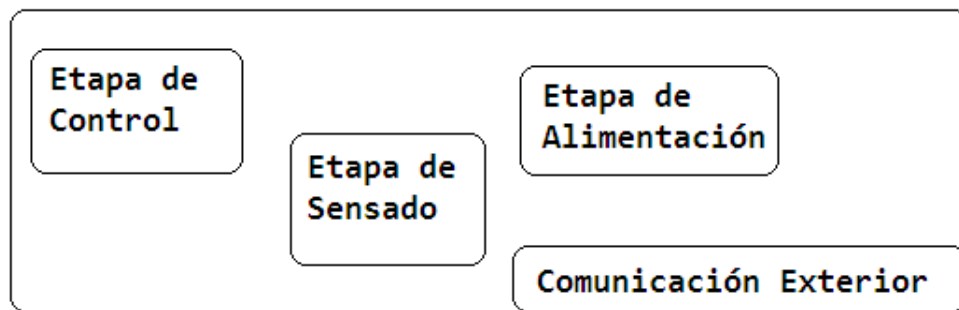 Etapa de
Control
Etapa de
Sensado
Etapa de
Alimentación
Comunicación Exterior